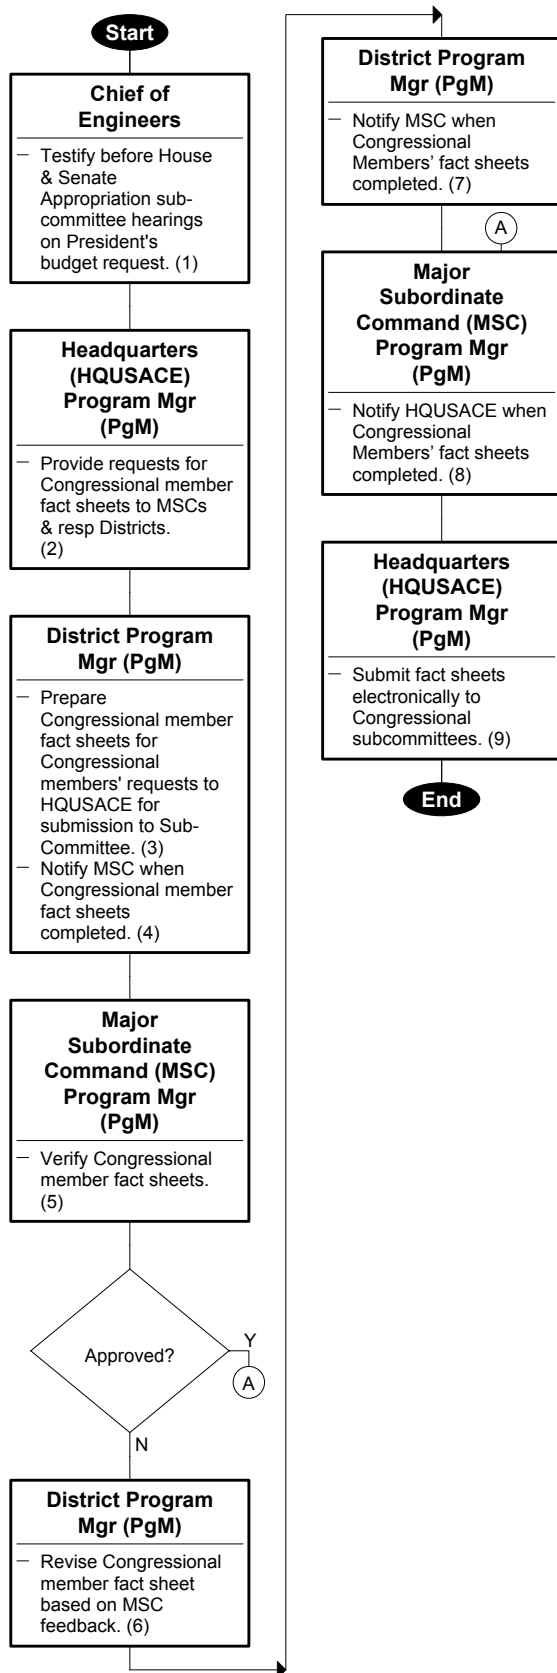 Start
Chief of
Engineers
– Testify before House
& Senate
Appropriation sub-
committee hearings
on President's
budget request. (1)
Headquarters
(HQUSACE)
Program Mgr
(PgM)
– Provide requests for
Congressional member
fact sheets to MSCs
& resp Districts.
(2)
District Program
Mgr (PgM)
– Prepare
Congressional member
fact sheets for
Congressional
members' requests to
HQUSACE for
submission to Sub-
Committee. (3)
– Notify MSC when
Congressional member
fact sheets
completed. (4)
Major
Subordinate
Command (MSC)
Program Mgr
(PgM)
– Verify Congressional
member fact sheets.
(5)
Approved?
Y
A
N
District Program
Mgr (PgM)
– Revise Congressional
member fact sheet
based on MSC
feedback. (6)
District Program
Mgr (PgM)
– Notify MSC when
Congressional
Members’ fact sheets
completed. (7)
A
Major
Subordinate
Command (MSC)
Program Mgr
(PgM)
– Notify HQUSACE when
Congressional
Members’ fact sheets
completed. (8)
Headquarters
(HQUSACE)
Program Mgr
(PgM)
– Submit fact sheets
electronically to
Congressional
subcommittees. (9)
End